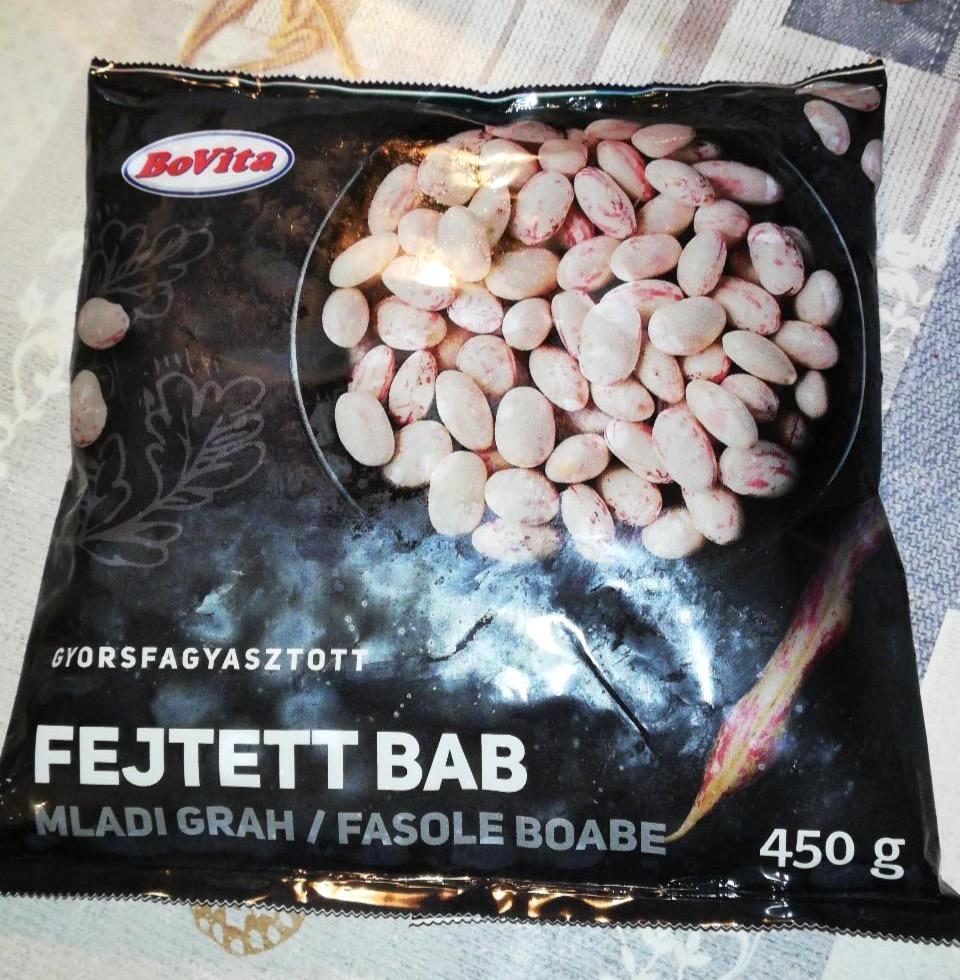 BoVita
GYORSFAGYASZTOTT
FEJTETT BAB
MLADI GRAH / FASOLE BOABE
450 g